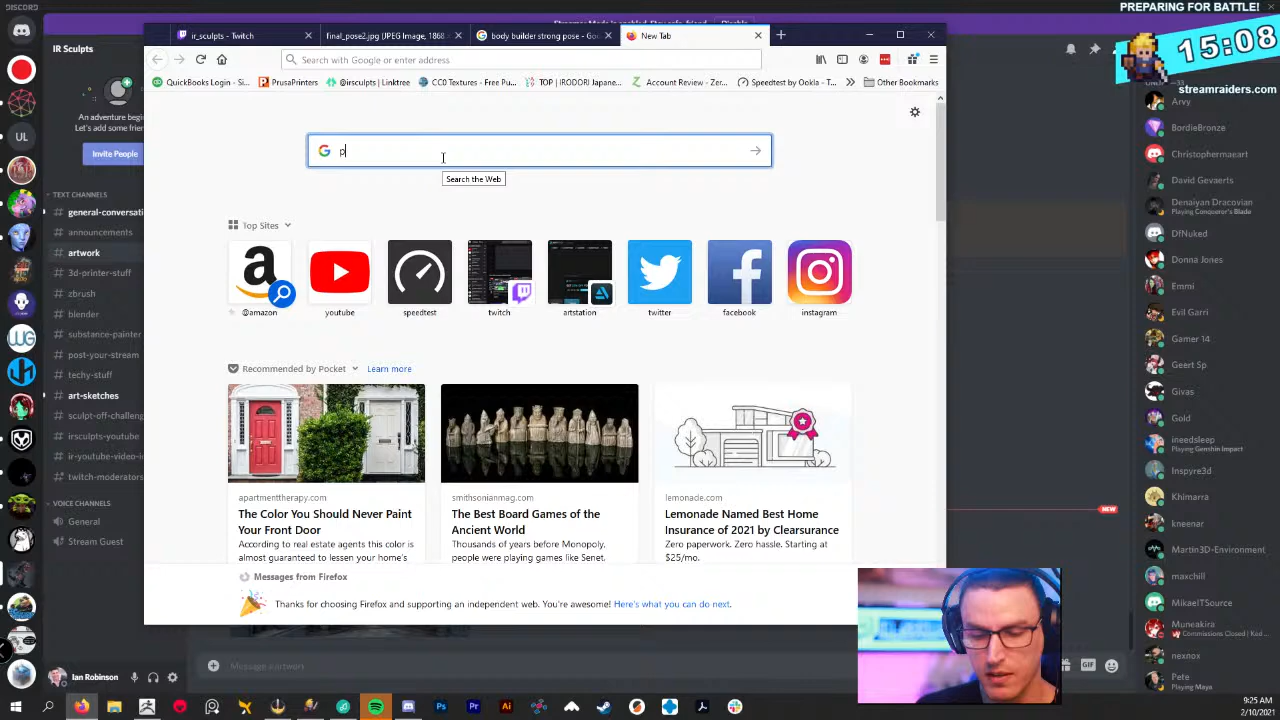 DISCORD
PREPARING FOR BATTLE!
15:08
streamraiders.com
IR Sculpts
ir_sculpts - Twitch
final_pose2.jpg (JPEG Image, 1868
body builder strong pose - Goog
New Tab
Search with Google or enter address
QuickBooks Login - Si...
PrusaPrinters
@irsculpts | Linktree
CC0 Textures - Free Pu...
TOP | IRODORI Japane...
Account Review - Zer...
Speedtest by Ookla - T...
Other Bookmarks
An adventure begin
Let's add some frien
Invite People
UL
TEXT CHANNELS
# general-conversati
# announcements
# artwork
# 3d-printer-stuff
# zbrush
# blender
# substance-painter
# post-your-stream
# techy-stuff
# art-sketches
# sculpt-off-challeng
# irsculpts-youtube
# ir-youtube-video-i
# twitch-moderators
VOICE CHANNELS
General
Stream Guest
Ian Robinson
p
Search the Web
Top Sites
@amazon
youtube
speedtest
twitch
artstation
twitter
facebook
instagram
Recommended by Pocket
Learn more
apartmenttherapy.com
The Color You Should Never Paint
Your Front Door
According to real estate agents this color is
almost guaranteed to lessen your home's
smithsonianmag.com
The Best Board Games of the
Ancient World
Thousands of years before Monopoly,
people were playing games like Senet.
lemonade.com
Lemonade Named Best Home
Insurance of 2021 by Clearsurance
Zero paperwork. Zero hassle. Starting at
$25/mo.
Messages from Firefox
Thanks for choosing Firefox and supporting an independent web. You're awesome! Here's what you can do next.
Message #artwork
GIF
NEW
Arvy
BordieBronze
Christophermaeart
David Gevaerts
Denaiyan Dracovian
Playing Conqueror's Blade
DfNuked
Donna Jones
Emmi
Evil Garri
Gamer 14
Geert Sp
Givas
Gold
ineedsleep
Playing Genshin Impact
Inspyre3d
Khimarra
kneenar
Martin3D-Environment
maxchill
MikaelTSource
Muneakira
Commissions Closed | Kod ...
nexnox
Pete
Playing Maya
9:25 AM
2/10/2021